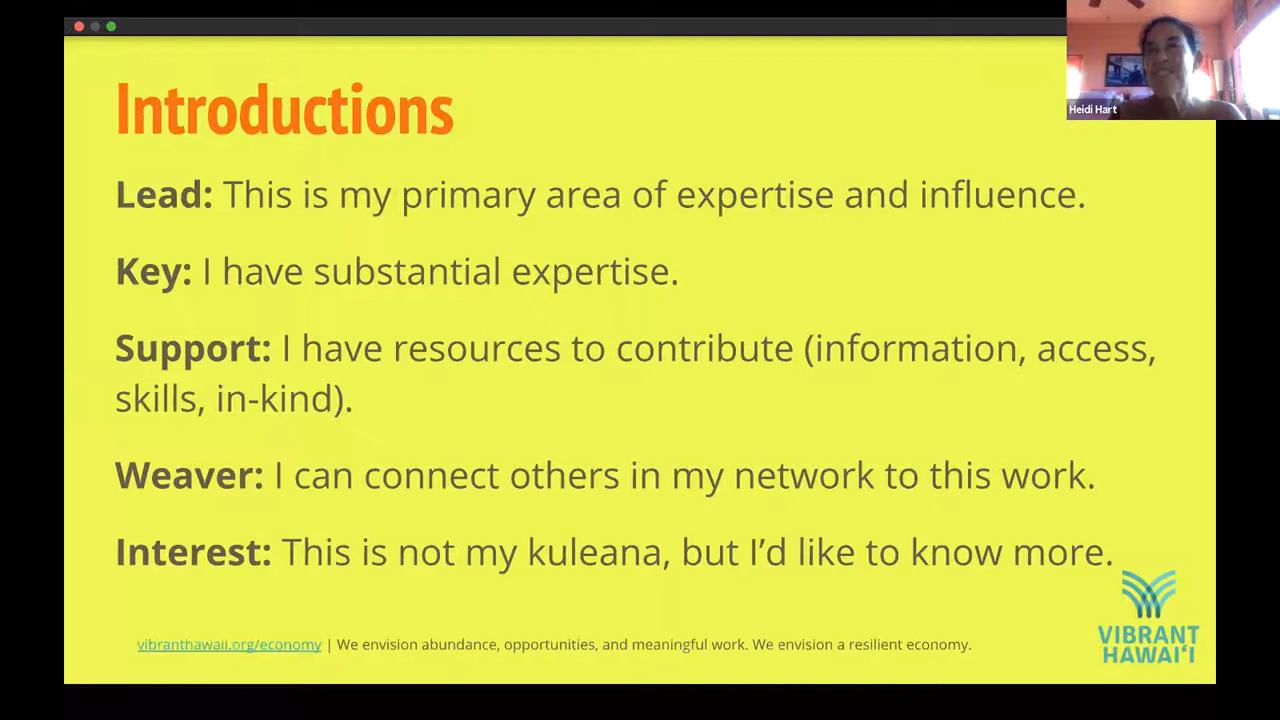 Introductions
Heidi Hart
Lead: This is my primary area of expertise and influence.
Key: I have substantial expertise.
Support: I have resources to contribute (information, access,
skills, in-kind).
Weaver: I can connect others in my network to this work.
Interest: This is not my kuleana, but I’d like to know more.
vibranthawaii.org/economy | We envision abundance, opportunities, and meaningful work. We envision a resilient economy.
VIBRANT
HAWAIʻI